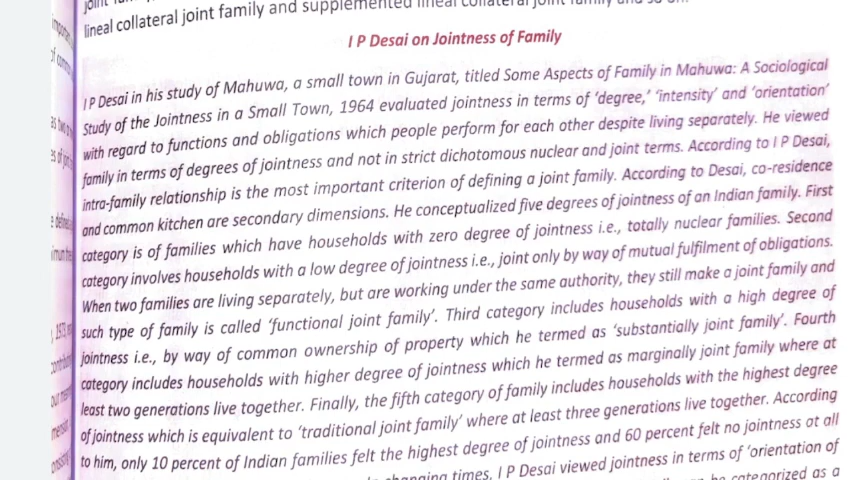 lineal collateral joint family and supplemented lineal collateral joint family and so on.
I P Desai on Jointness of Family
I P Desai in his study of Mahuwa, a small town in Gujarat, titled Some Aspects of Family in Mahuwa: A Sociological
Study of the Jointness in a Small Town, 1964 evaluated jointness in terms of ‘degree,’ ‘intensity’ and ‘orientation’
with regard to functions and obligations which people perform for each other despite living separately. He viewed
family in terms of degrees of jointness and not in strict dichotomous nuclear and joint terms. According to I P Desai,
intra-family relationship is the most important criterion of defining a joint family. According to Desai, co-residence
and common kitchen are secondary dimensions. He conceptualized five degrees of jointness of an Indian family. First
category is of families which have households with zero degree of jointness i.e., totally nuclear families. Second
category involves households with a low degree of jointness i.e., joint only by way of mutual fulfilment of obligations.
When two families are living separately, but are working under the same authority, they still make a joint family and
such type of family is called ‘functional joint family’. Third category includes households with a high degree of
jointness i.e., by way of common ownership of property which he termed as ‘substantially joint family’. Fourth
category includes households with higher degree of jointness which he termed as marginally joint family where at
least two generations live together. Finally, the fifth category of family includes households with the highest degree
of jointness which is equivalent to ‘traditional joint family’ where at least three generations live together. According
to him, only 10 percent of Indian families felt the highest degree of jointness and 60 percent felt no jointness at all
changing times. I P Desai viewed jointness in terms of ‘orientation of
be categorized as a